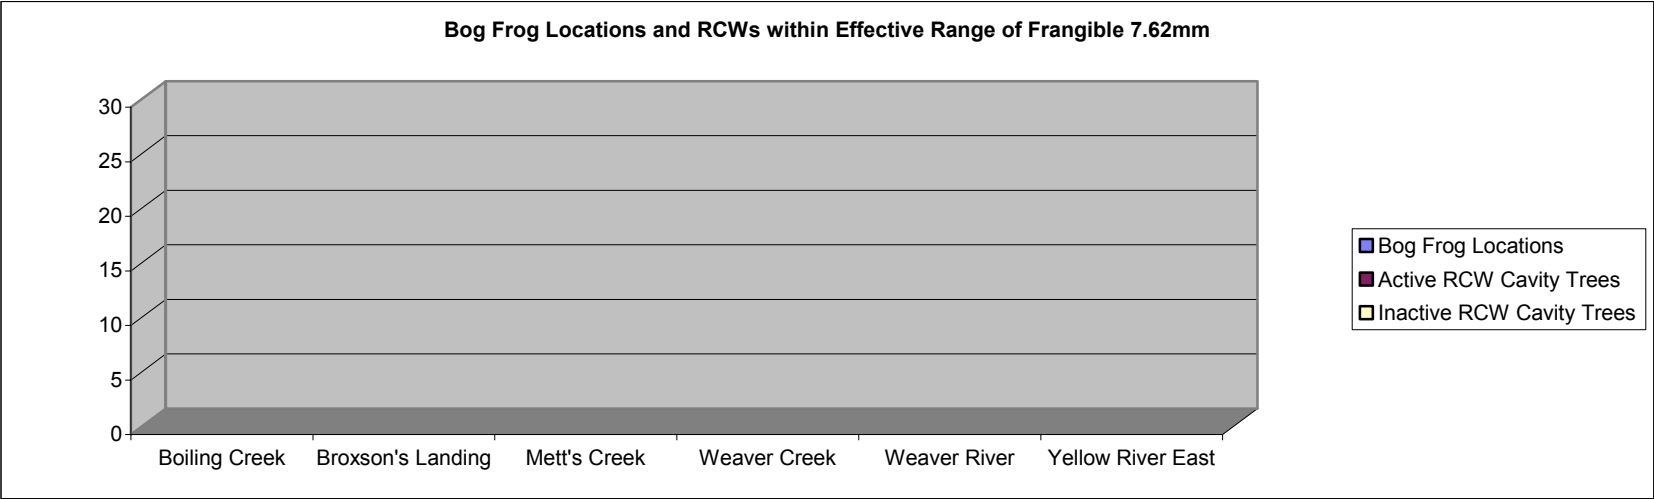 Bog Frog Locations and RCWs within Effective Range of Frangible 7.62mm
30
25
20
15
10
5
0
Boiling Creek Broxson's Landing Mett's Creek Weaver Creek Weaver River Yellow River East
Bog Frog Locations
Active RCW Cavity Trees
Inactive RCW Cavity Trees